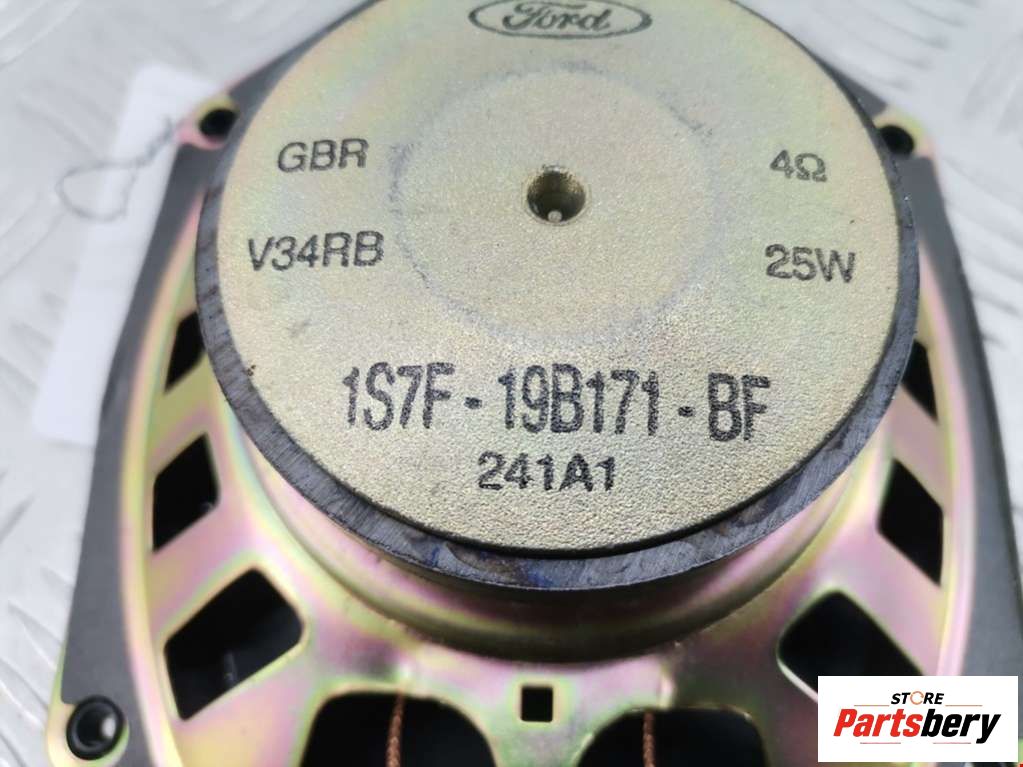 Ford
GBR 4Ω
V34RB 25W
1S7F - 19B171 - BF
241A1
STORE
Partsbery